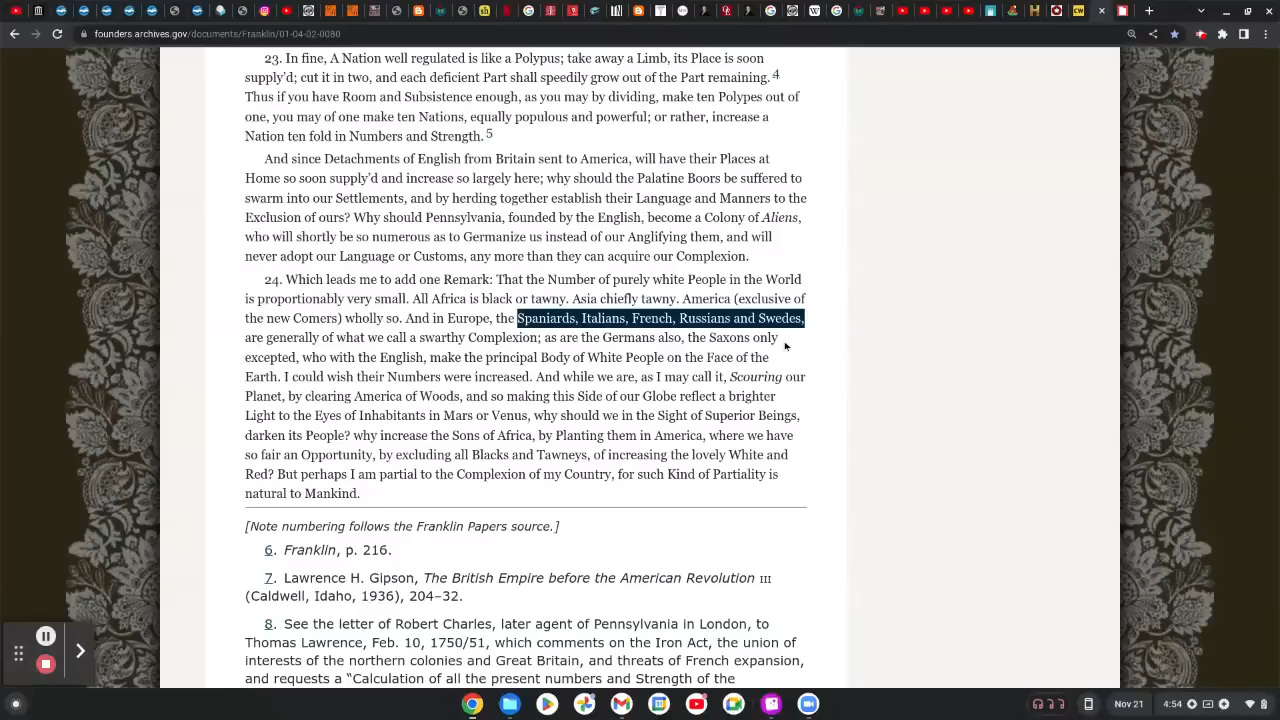 founders.archives.gov/documents/Franklin/01-04-02-0080
23. In fine, A Nation well regulated is like a Polypus; take away a Limb, its Place is soon
supply'd; cut it in two, and each deficient Part shall speedily grow out of the Part remaining. 4
Thus if you have Room and Subsistence enough, as you may by dividing, make ten Polypes out of
one, you may of one make ten Nations, equally populous and powerful; or rather, increase a
Nation ten fold in Numbers and Strength. 5
And since Detachments of English from Britain sent to America, will have their Places at
Home so soon supply'd and increase so largely here; why should the Palatine Boors be suffered to
swarm into our Settlements, and by herding together establish their Language and Manners to the
Exclusion of ours? Why should Pennsylvania, founded by the English, become a Colony of Aliens,
who will shortly be so numerous as to Germanize us instead of our Anglifying them, and will
never adopt our Language or Customs, any more than they can acquire our Complexion.
24. Which leads me to add one Remark: That the Number of purely white People in the World
is proportionably very small. All Africa is black or tawny. Asia chiefly tawny. America (exclusive of
the new Comers) wholly so. And in Europe, the Spaniards, Italians, French, Russians and Swedes,
are generally of what we call a swarthy Complexion; as are the Germans also, the Saxons only
excepted, who with the English, make the principal Body of White People on the Face of the
Earth. I could wish their Numbers were increased. And while we are, as I may call it, Scouring our
Planet, by clearing America of Woods, and so making this Side of our Globe reflect a brighter
Light to the Eyes of Inhabitants in Mars or Venus, why should we in the Sight of Superior Beings,
darken its People? why increase the Sons of Africa, by Planting them in America, where we have
so fair an Opportunity, by excluding all Blacks and Tawneys, of increasing the lovely White and
Red? But perhaps I am partial to the Complexion of my Country, for such Kind of Partiality is
natural to Mankind.
[Note numbering follows the Franklin Papers source.]
6. Franklin, p. 216.
7. Lawrence H. Gipson, The British Empire before the American Revolution III
(Caldwell, Idaho, 1936), 204–32.
8. See the letter of Robert Charles, later agent of Pennsylvania in London, to
Thomas Lawrence, Feb. 10, 1750/51, which comments on the Iron Act, the union of
interests of the northern colonies and Great Britain, and threats of French expansion,
and requests a “Calculation of all the present numbers and Strength of the
Nov 21
4:54